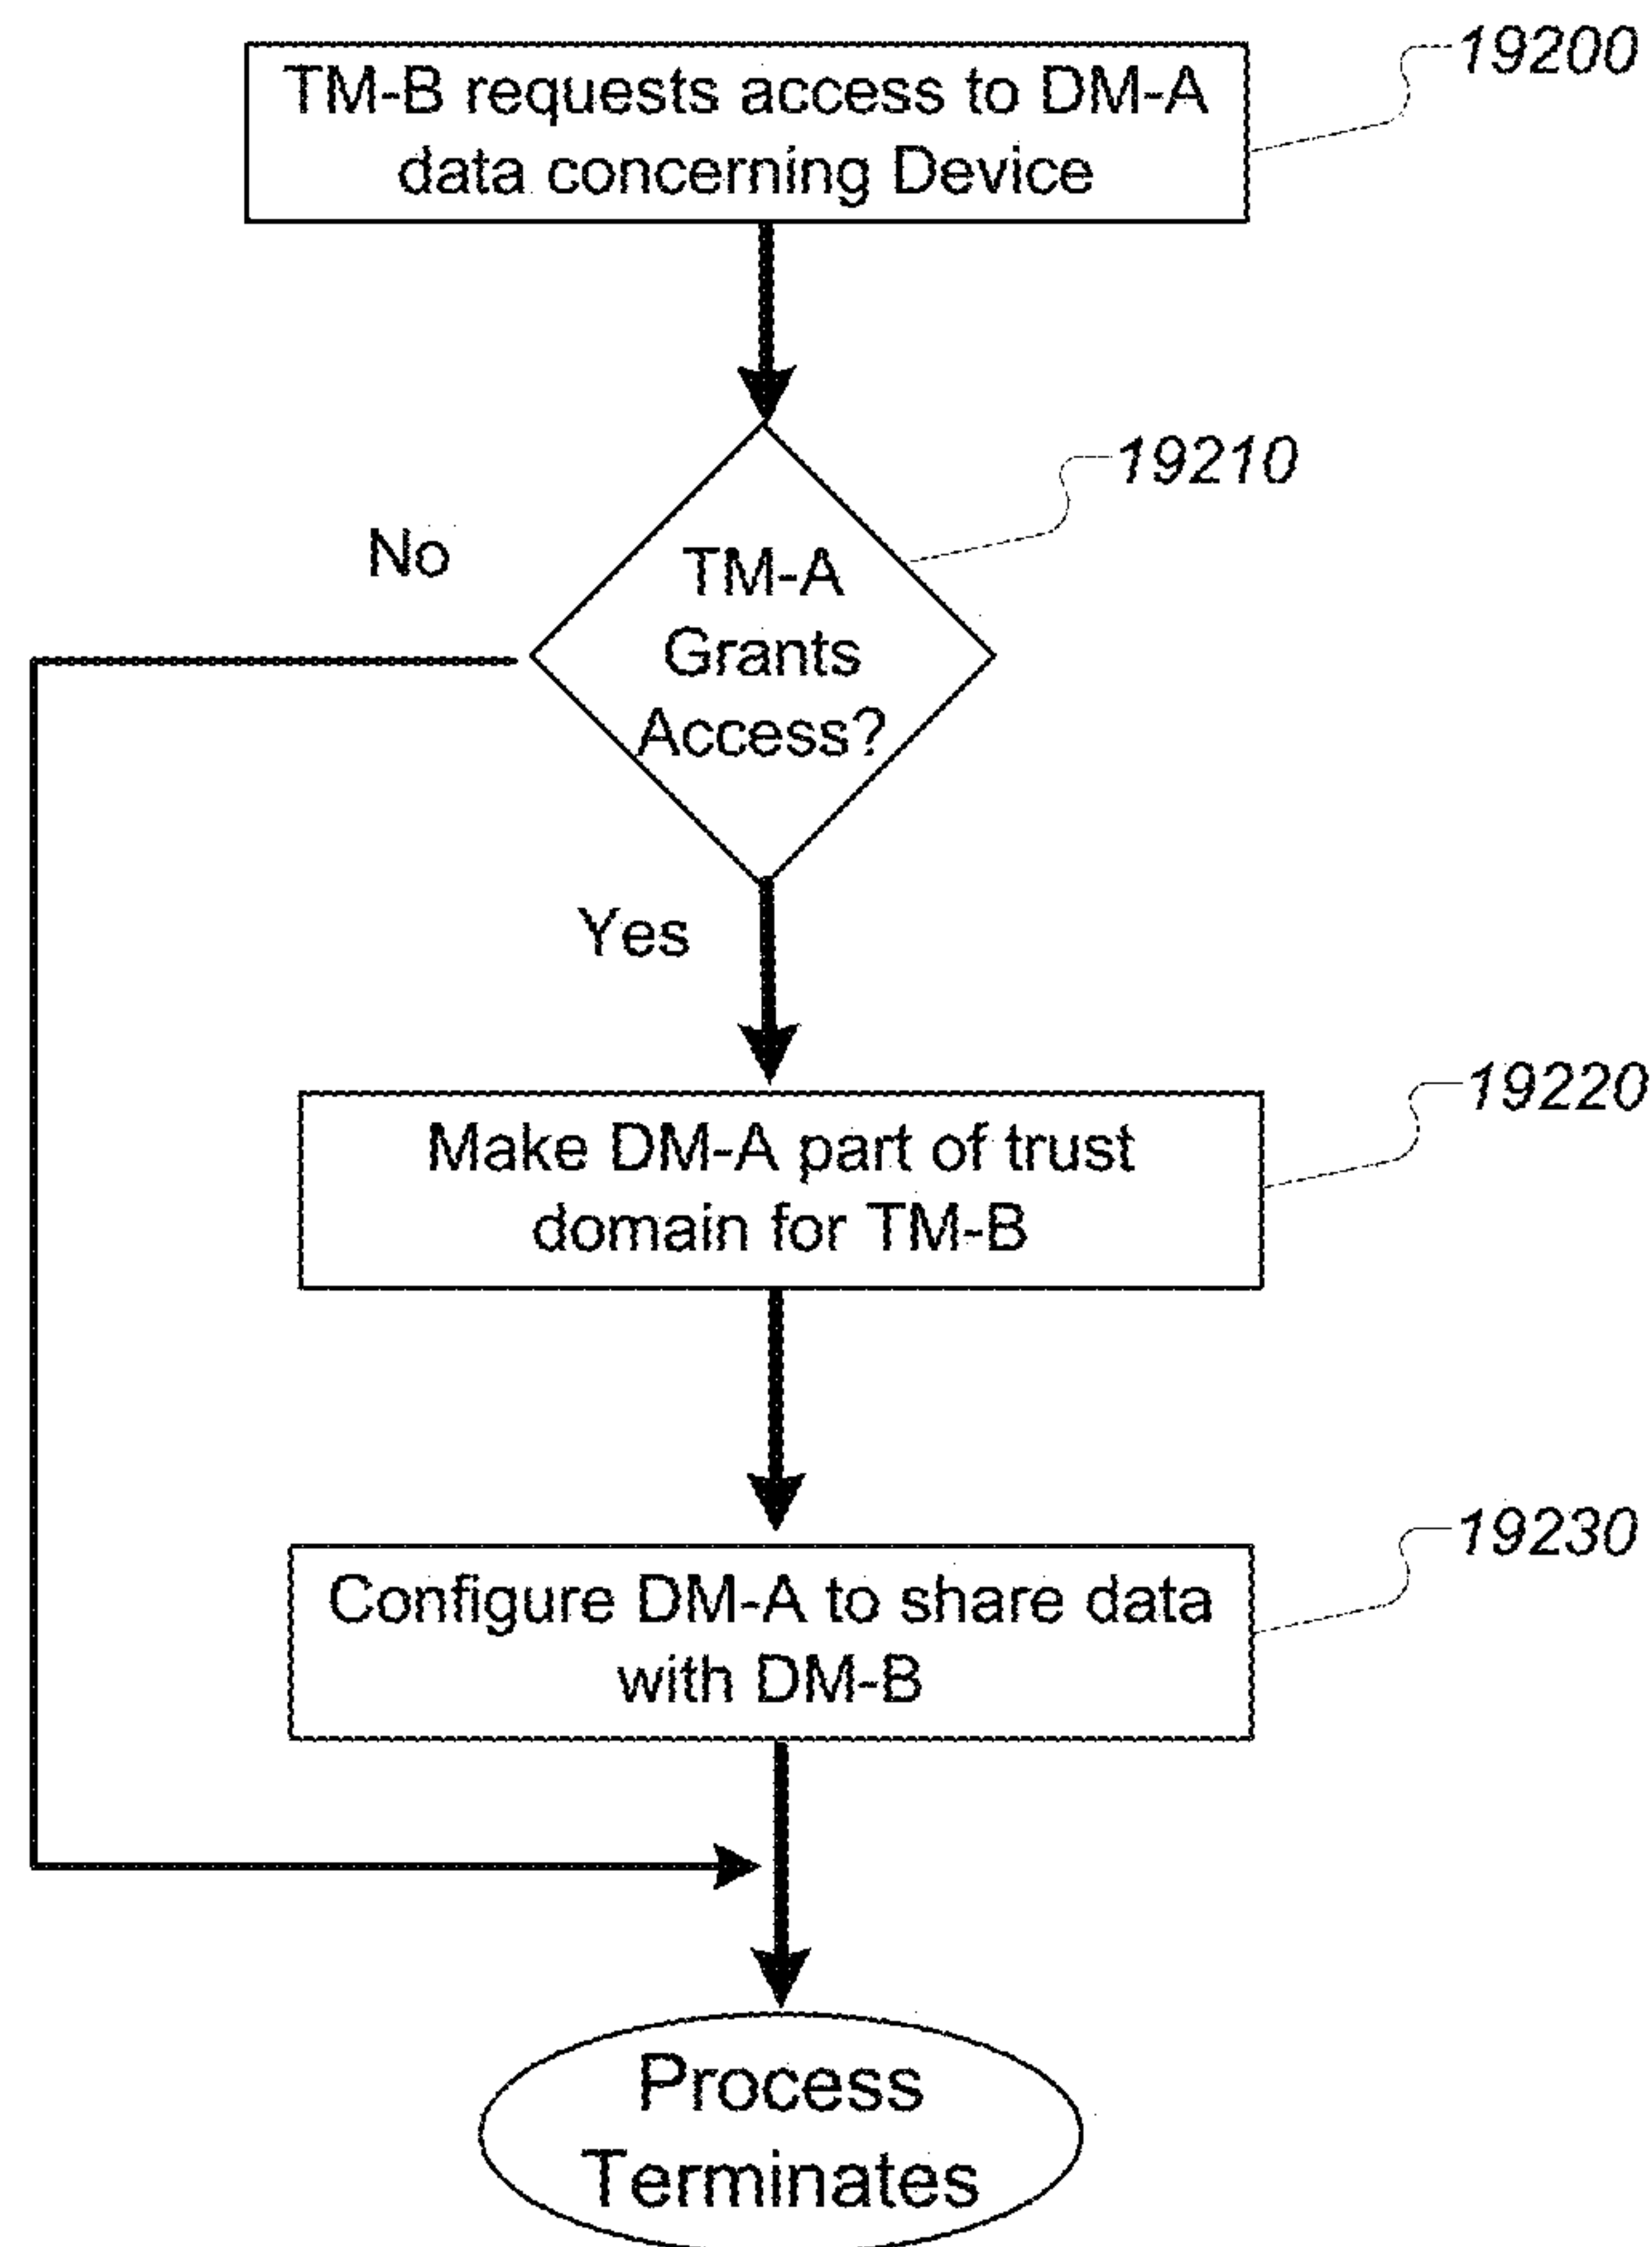 TM-B requests access to DM-A
data concerning Device
19200
19210
No
TM-A
Grants
Access?
Yes
Make DM-A part of trust
domain for TM-B
19220
Configure DM-A to share data
with DM-B
19230
Process
Terminates